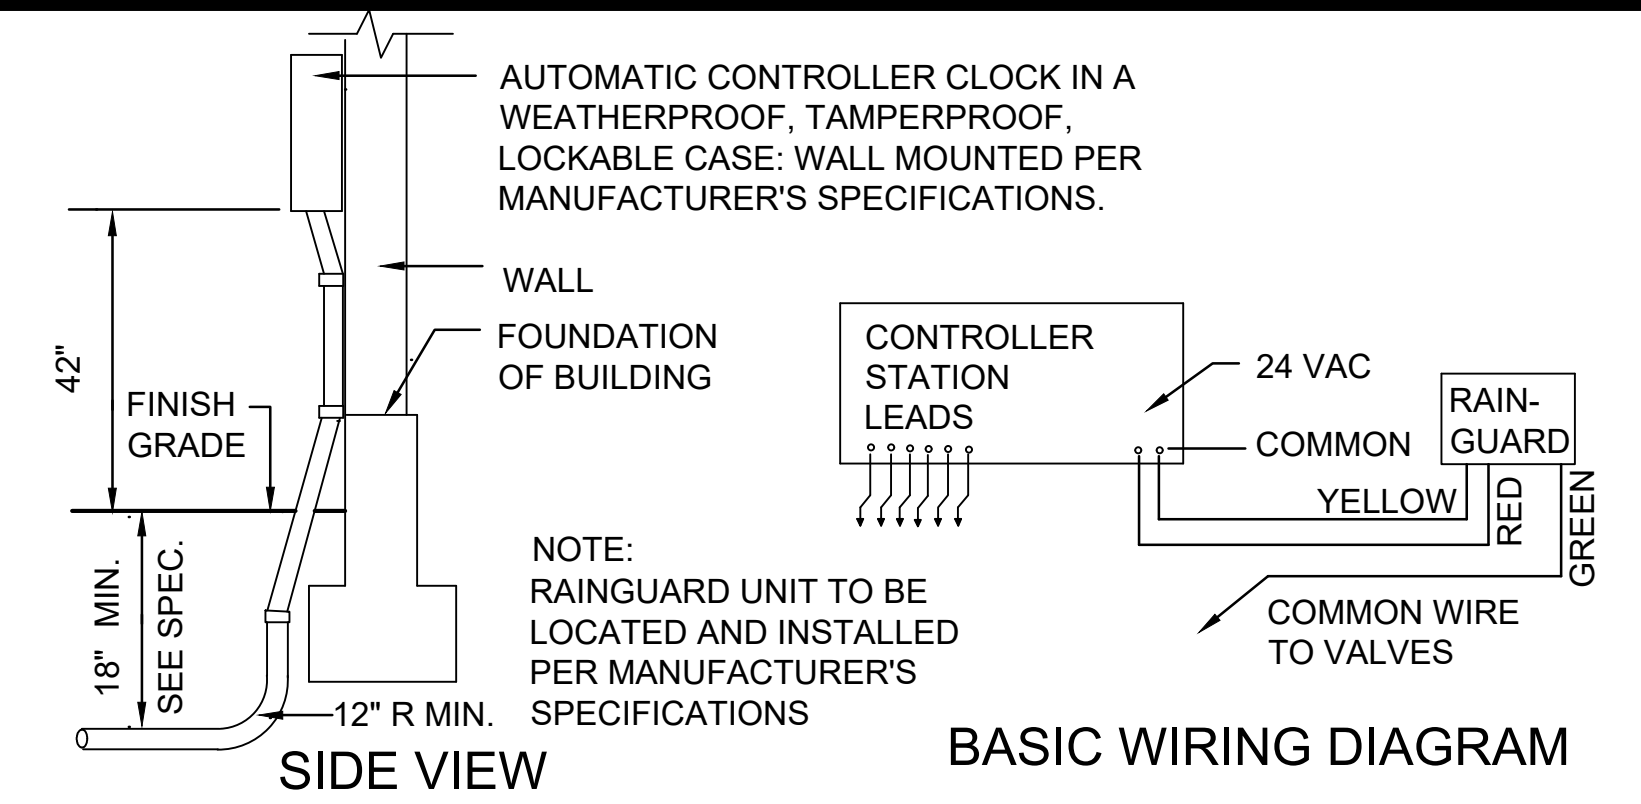 AUTOMATIC CONTROLLER CLOCK IN A
WEATHERPROOF, TAMPERPROOF,
LOCKABLE CASE: WALL MOUNTED PER
MANUFACTURER'S SPECIFICATIONS.
WALL
FOUNDATION
OF BUILDING
42"
FINISH
GRADE
18" MIN.
SEE SPEC.
12" R MIN.
SIDE VIEW
NOTE:
RAINGUARD UNIT TO BE
LOCATED AND INSTALLED
PER MANUFACTURER'S
SPECIFICATIONS
CONTROLLER
STATION
LEADS
24 VAC
COMMON
RAIN-
GUARD
YELLOW
RED
GREEN
COMMON WIRE
TO VALVES
BASIC WIRING DIAGRAM